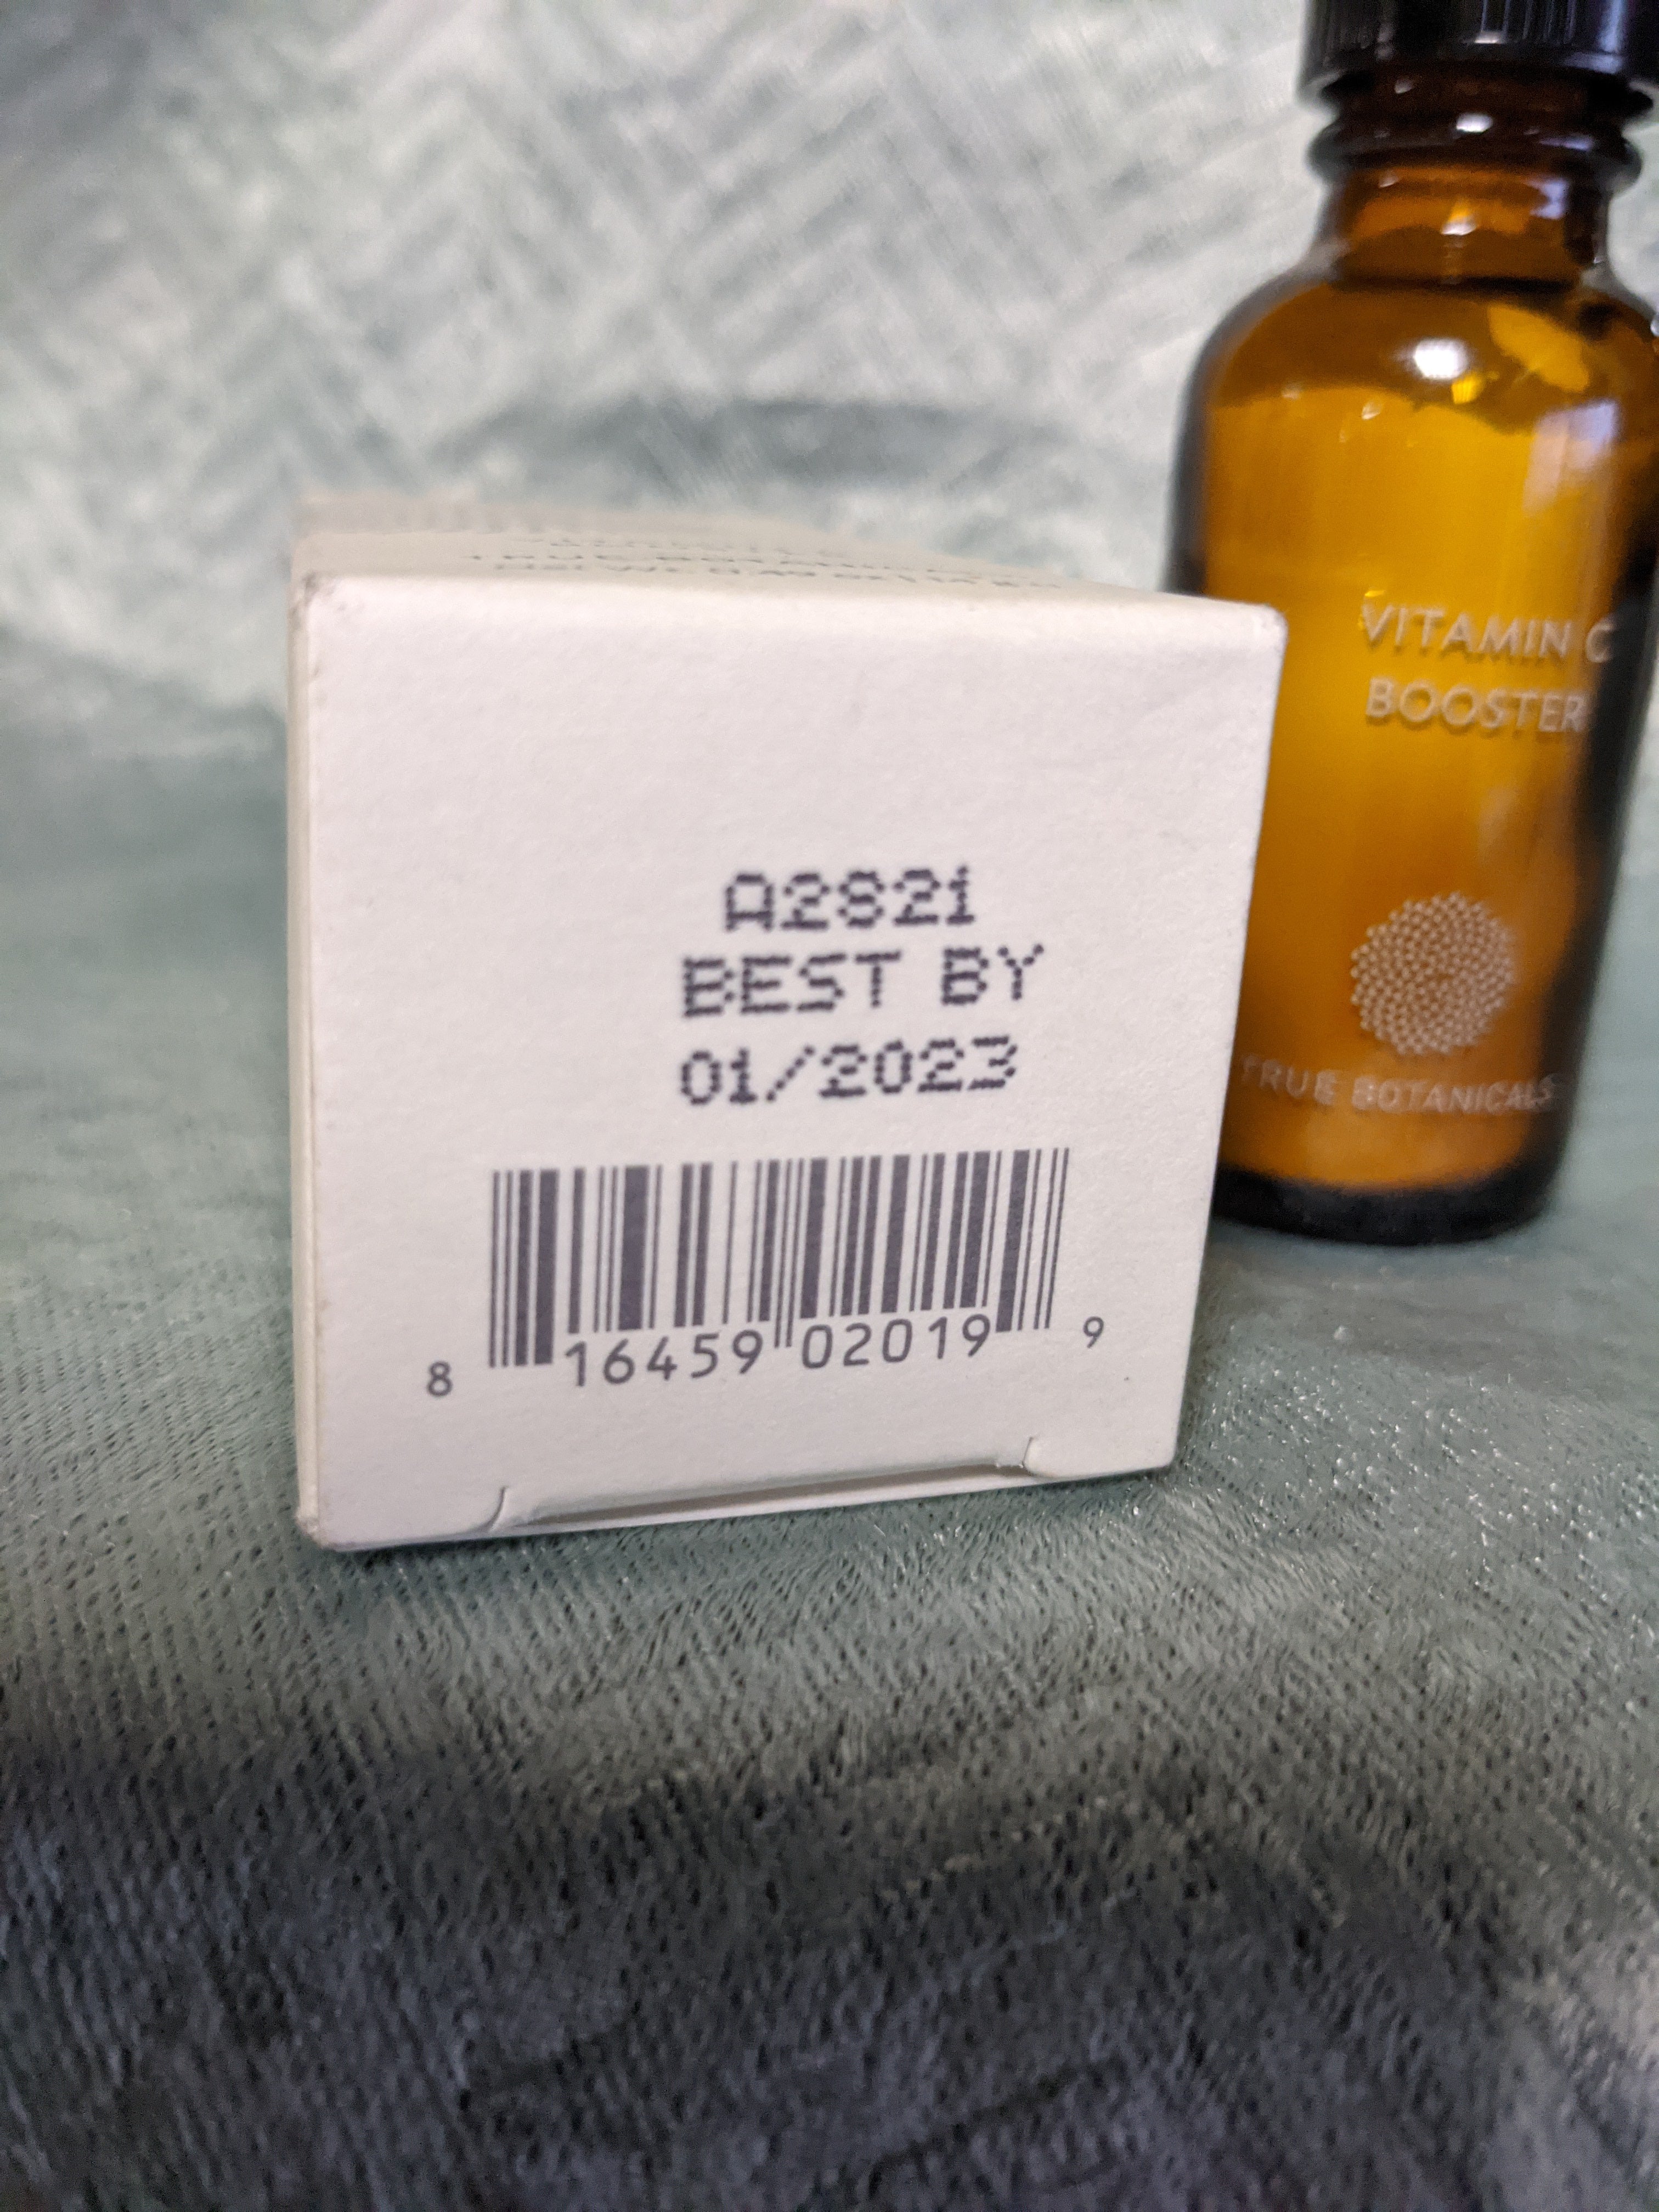 A2821
BEST BY
01/2023
8 16459 02019 9
VITAMIN C
BOOSTER
TRUE BOTANICALS